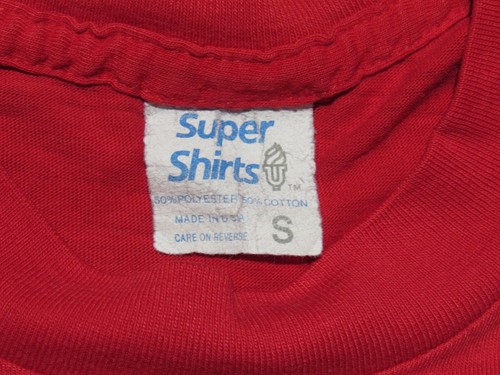 Super
Shirts
TM
50% POLYESTER 50% COTTON
MADE IN U.S.A.
CARE ON REVERSE
S